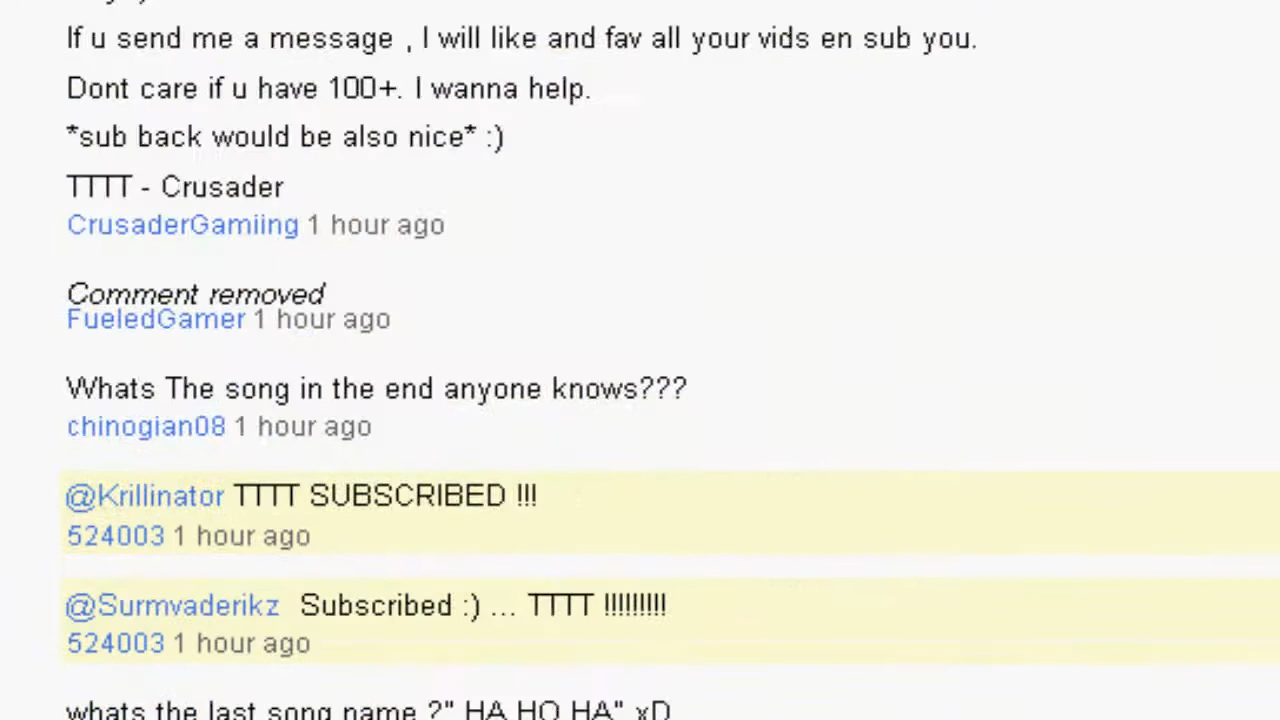 If u send me a message , I will like and fav all your vids en sub you.
Dont care if u have 100+. I wanna help.
*sub back would be also nice* :)
TTTT - Crusader
CrusaderGamiing 1 hour ago
Comment removed
FueledGamer 1 hour ago
Whats The song in the end anyone knows???
chinogian08 1 hour ago
@Krillinator TTTT SUBSCRIBED !!!
524003 1 hour ago
@Surmvaderikz Subscribed :) ... TTTT !!!!!!!!!
524003 1 hour ago
whats the last song name ?" HA HO HA" xD